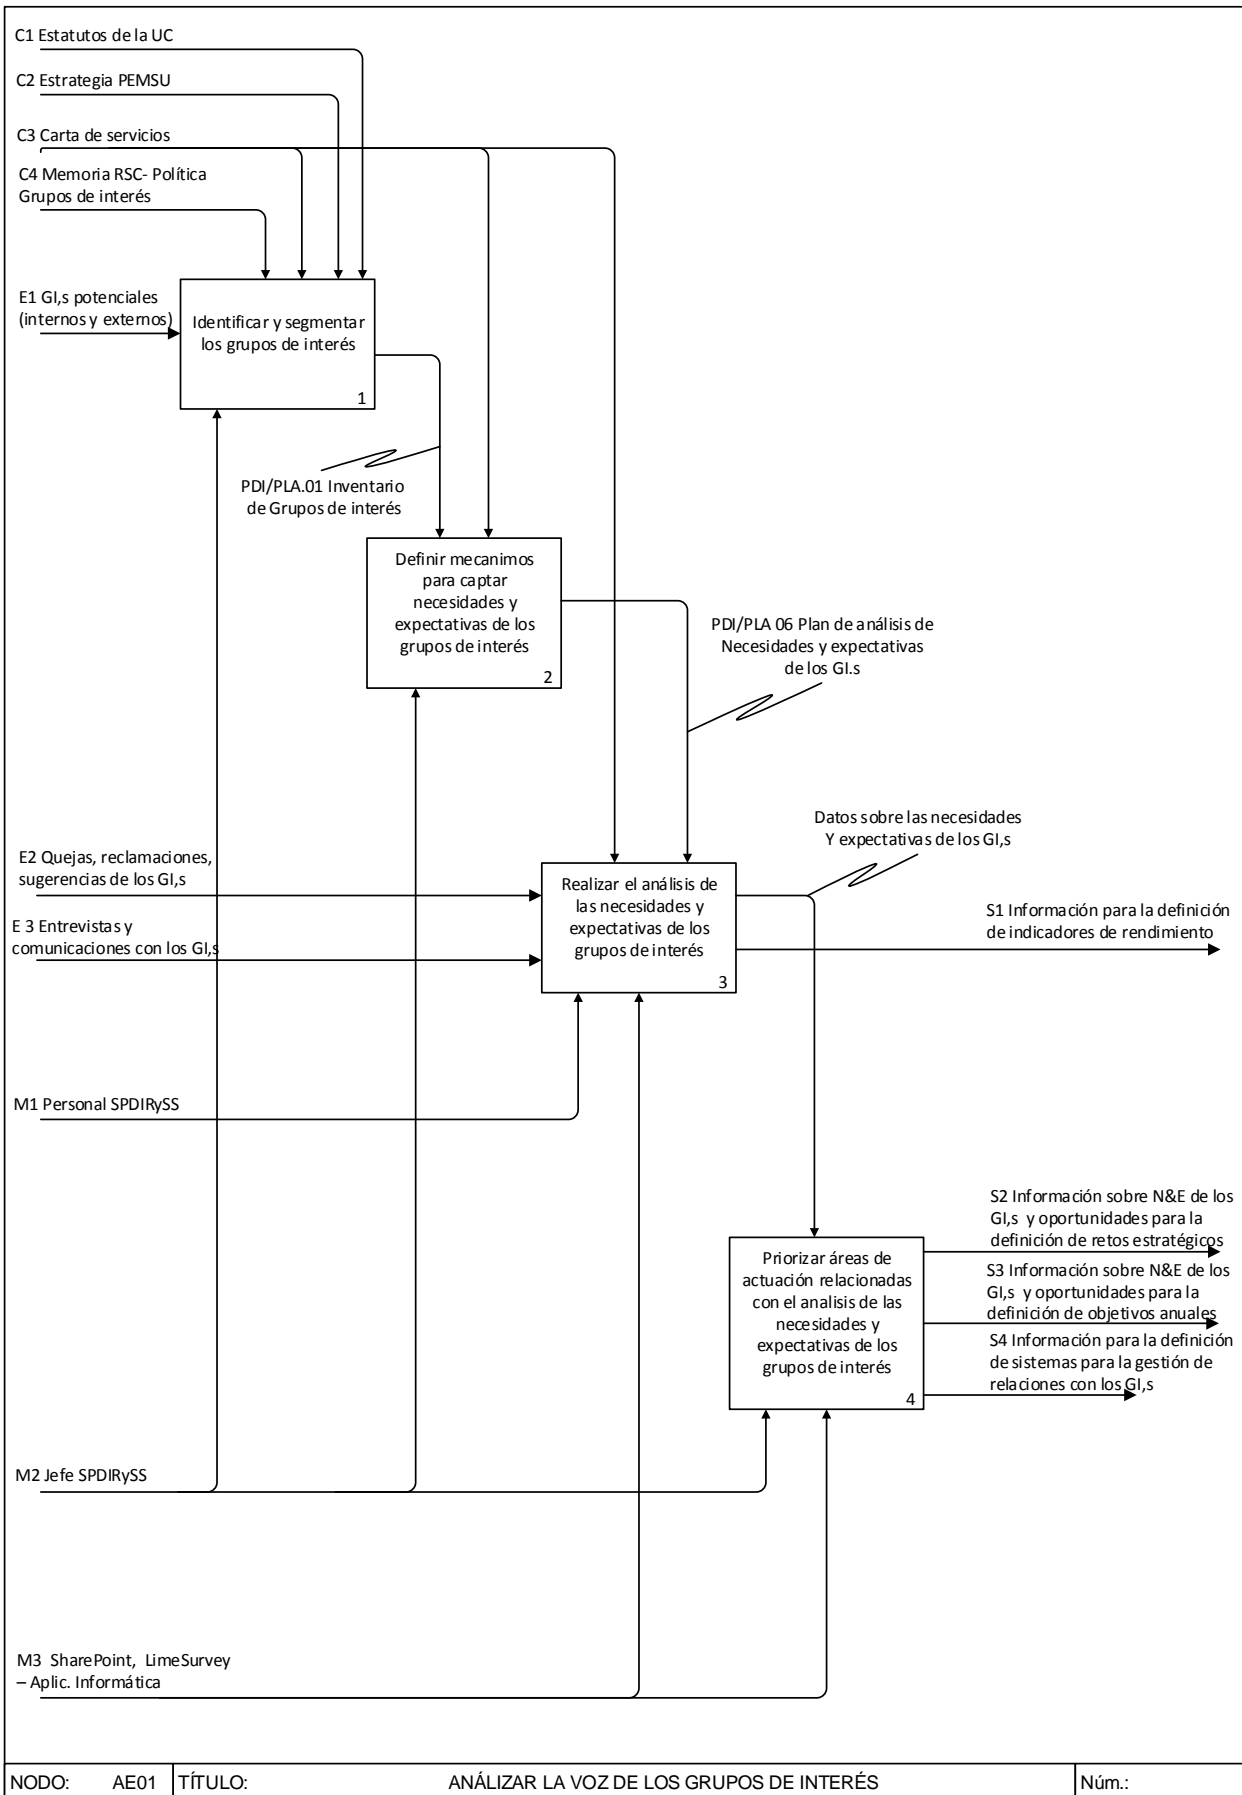 C1 Estatutos de la UC
C2 Estrategia PEMSU
C3 Carta de servicios
C4 Memoria RSC- Política
Grupos de interés
E1 GI,s potenciales
(internos y externos)
Identificar y segmentar
los grupos de interés
1
PDI/PLA.01 Inventario
de Grupos de interés
Definir mecanimos
para captar
necesidades y
expectativas de los
grupos de interés
2
PDI/PLA 06 Plan de análisis de
Necesidades y expectativas
de los GI.s
Datos sobre las necesidades
Y expectativas de los GI,s
E2 Quejas, reclamaciones,
sugerencias de los GI,s
E 3 Entrevistas y
comunicaciones con los GI,s
Realizar el análisis de
las necesidades y
expectativas de los
grupos de interés
3
S1 Información para la definición
de indicadores de rendimiento
M1 Personal SPDIRySS
S2 Información sobre N&E de los
GI,s y oportunidades para la
definición de retos estratégicos
Priorizar áreas de
actuación relacionadas
con el analisis de las
necesidades y
expectativas de los
grupos de interés
4
S3 Información sobre N&E de los
GI,s y oportunidades para la
definición de objetivos anuales
S4 Información para la definición
de sistemas para la gestión de
relaciones con los GI,s
M2 Jefe SPDIRySS
M3 SharePoint, LimeSurvey
– Aplic. Informática
NODO: AE01 TÍTULO: ANÁLIZAR LA VOZ DE LOS GRUPOS DE INTERÉS Núm.: